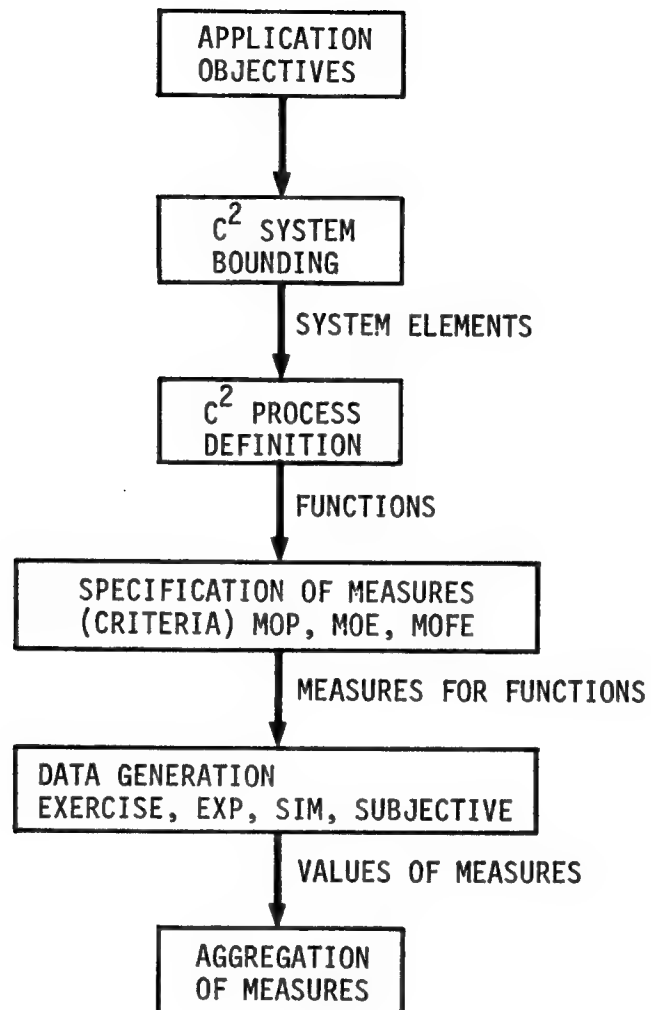 APPLICATION
OBJECTIVES
C² SYSTEM
BOUNDING
SYSTEM ELEMENTS
C² PROCESS
DEFINITION
FUNCTIONS
SPECIFICATION OF MEASURES
(CRITERIA) MOP, MOE, MOFE
MEASURES FOR FUNCTIONS
DATA GENERATION
EXERCISE, EXP, SIM, SUBJECTIVE
VALUES OF MEASURES
AGGREGATION
OF MEASURES